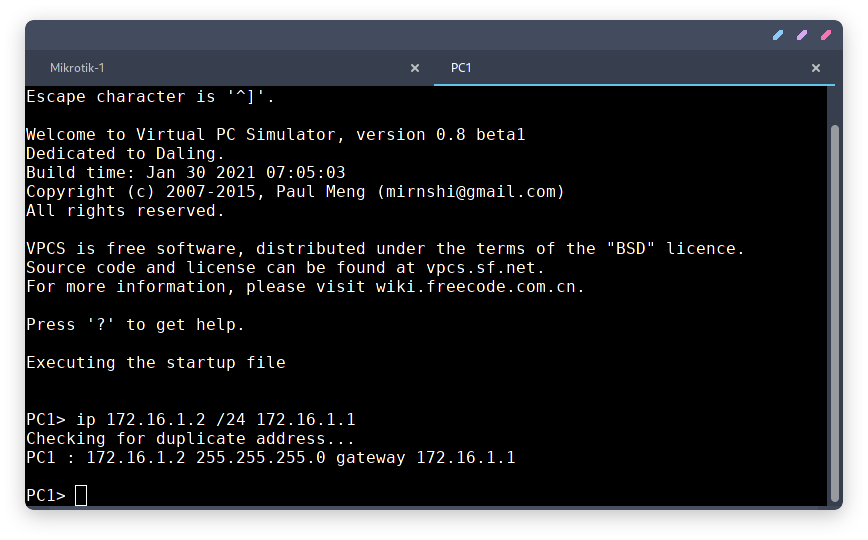 Mikrotik-1
PC1
Escape character is '^]'.
Welcome to Virtual PC Simulator, version 0.8 beta1
Dedicated to Daling.
Build time: Jan 30 2021 07:05:03
Copyright (c) 2007-2015, Paul Meng (mirnshi@gmail.com)
All rights reserved.
VPCS is free software, distributed under the terms of the "BSD" licence.
Source code and license can be found at vpcs.sf.net.
For more information, please visit wiki.freecode.com.cn.
Press '?' to get help.
Executing the startup file
PC1> ip 172.16.1.2 /24 172.16.1.1
Checking for duplicate address...
PC1 : 172.16.1.2 255.255.255.0 gateway 172.16.1.1
PC1>